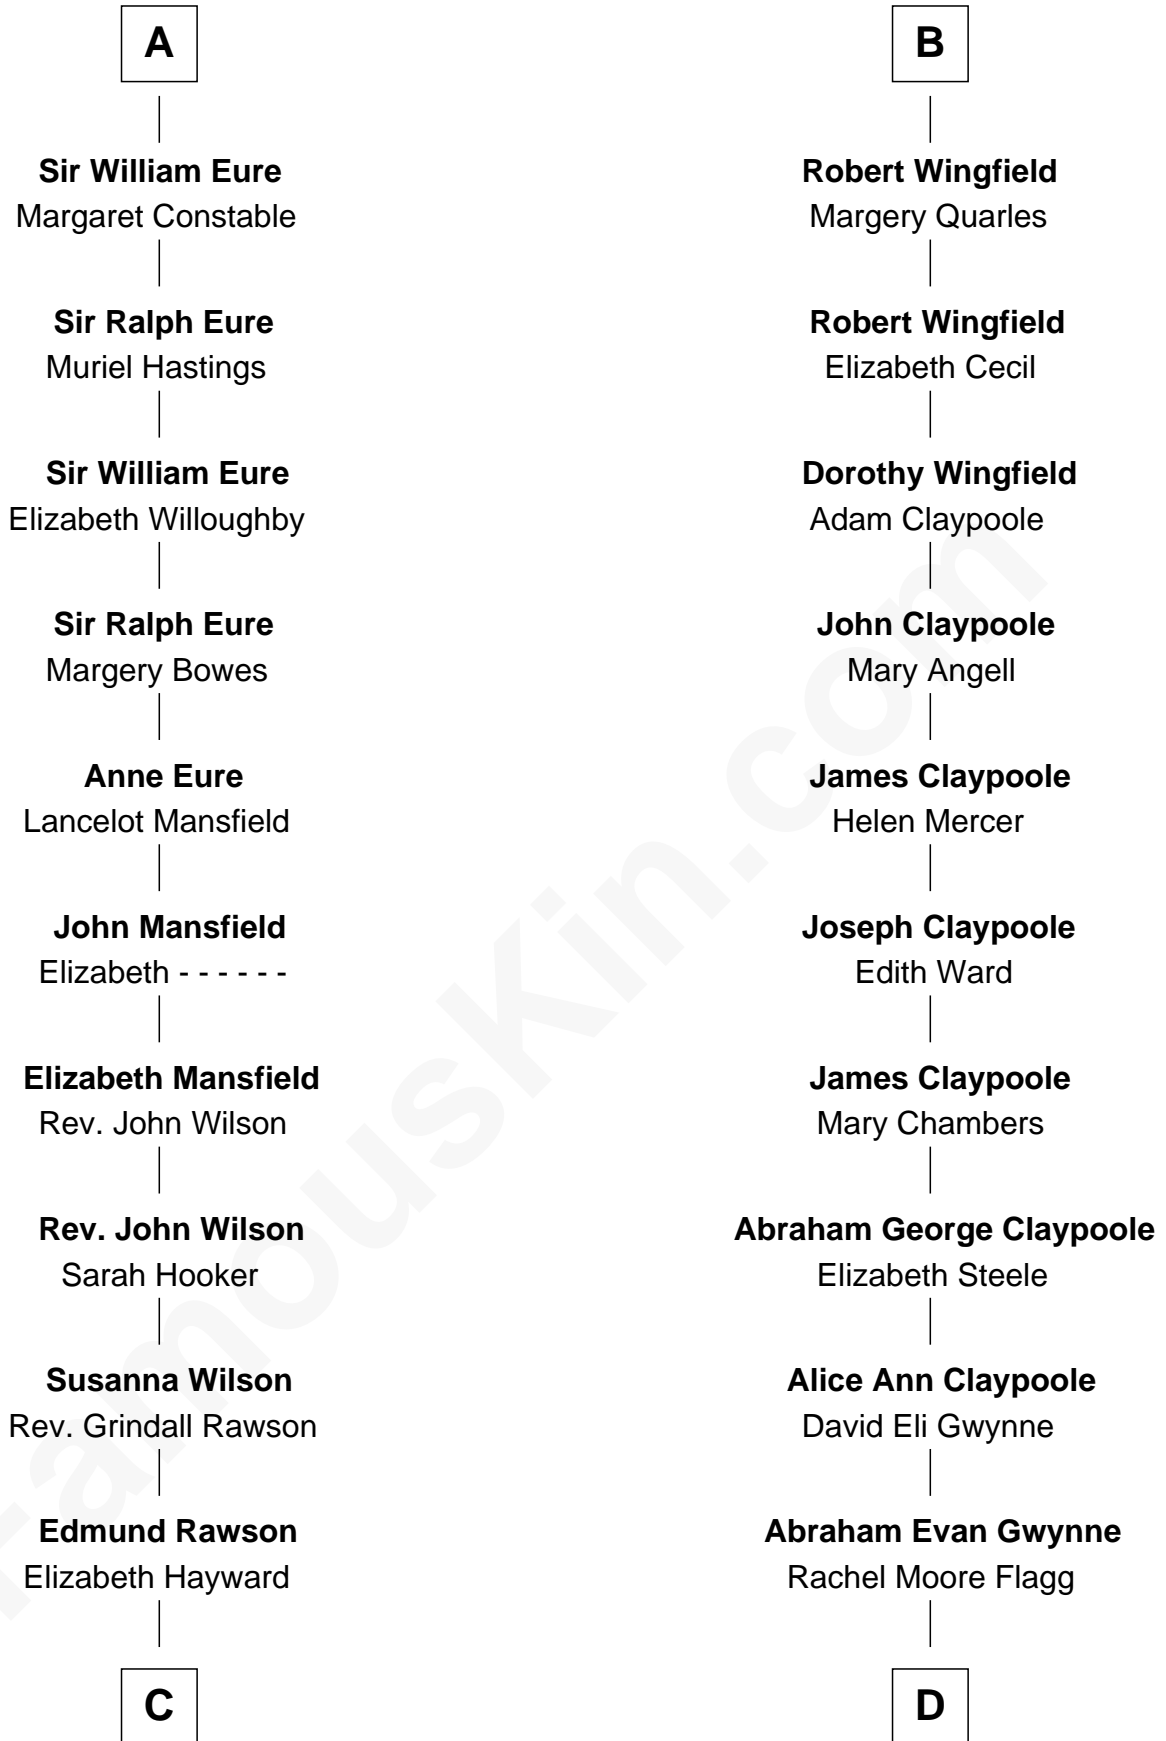 A
Sir William Eure
Margaret Constable
Sir Ralph Eure
Muriel Hastings
Sir William Eure
Elizabeth Willoughby
Sir Ralph Eure
Margery Bowes
Anne Eure
Lancelot Mansfield
John Mansfield
Elizabeth - - - - - -
Elizabeth Mansfield
Rev. John Wilson
Rev. John Wilson
Sarah Hooker
Susanna Wilson
Rev. Grindall Rawson
Edmund Rawson
Elizabeth Hayward
C
B
Robert Wingfield
Margery Quarles
Robert Wingfield
Elizabeth Cecil
Dorothy Wingfield
Adam Claypoole
John Claypoole
Mary Angell
James Claypoole
Helen Mercer
Joseph Claypoole
Edith Ward
James Claypoole
Mary Chambers
Abraham George Claypoole
Elizabeth Steele
Alice Ann Claypoole
David Eli Gwynne
Abraham Evan Gwynne
Rachel Moore Flagg
D
FamousKin.com